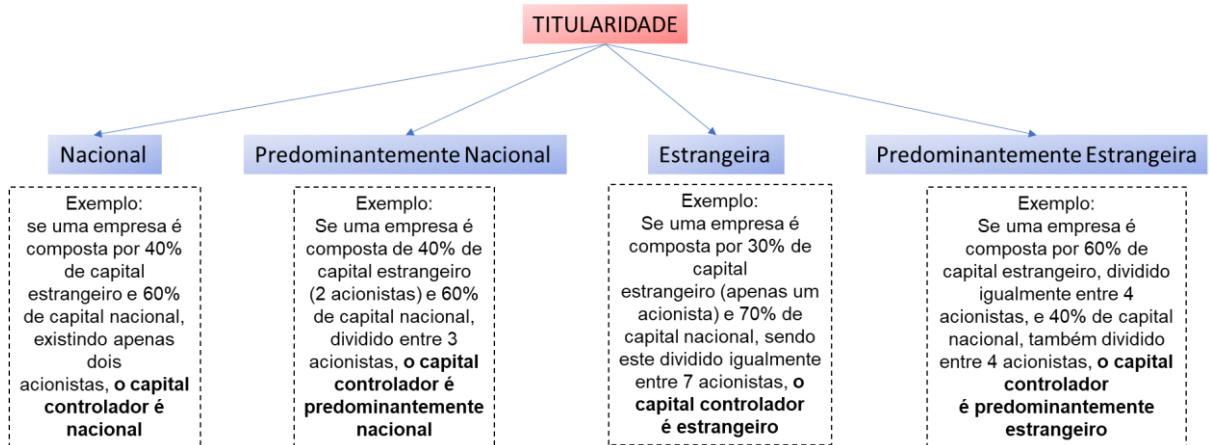 TITULARIDADE
Nacional
Predominantemente Nacional
Estrangeira
Predominantemente Estrangeira
Exemplo:
se uma empresa é
composta por 40%
de capital
estrangeiro e 60%
de capital nacional,
existindo apenas
dois
acionistas, o capital
controlador é
nacional
Exemplo:
Se uma empresa é
composta de 40% de
capital estrangeiro
(2 acionistas) e 60%
de capital nacional,
dividido entre 3
acionistas, o capital
controlador é
predominantemente
nacional
Exemplo:
Se uma empresa é
composta por 30% de
capital
estrangeiro (apenas um
acionista) e 70% de
capital nacional, sendo
este dividido igualmente
entre 7 acionistas, o
capital controlador
é estrangeiro
Exemplo:
Se uma empresa é
composta por 60% de
capital estrangeiro, dividido
igualmente entre 4
acionistas, e 40% de capital
nacional, também dividido
entre 4 acionistas, o capital
controlador
é predominantemente
estrangeiro